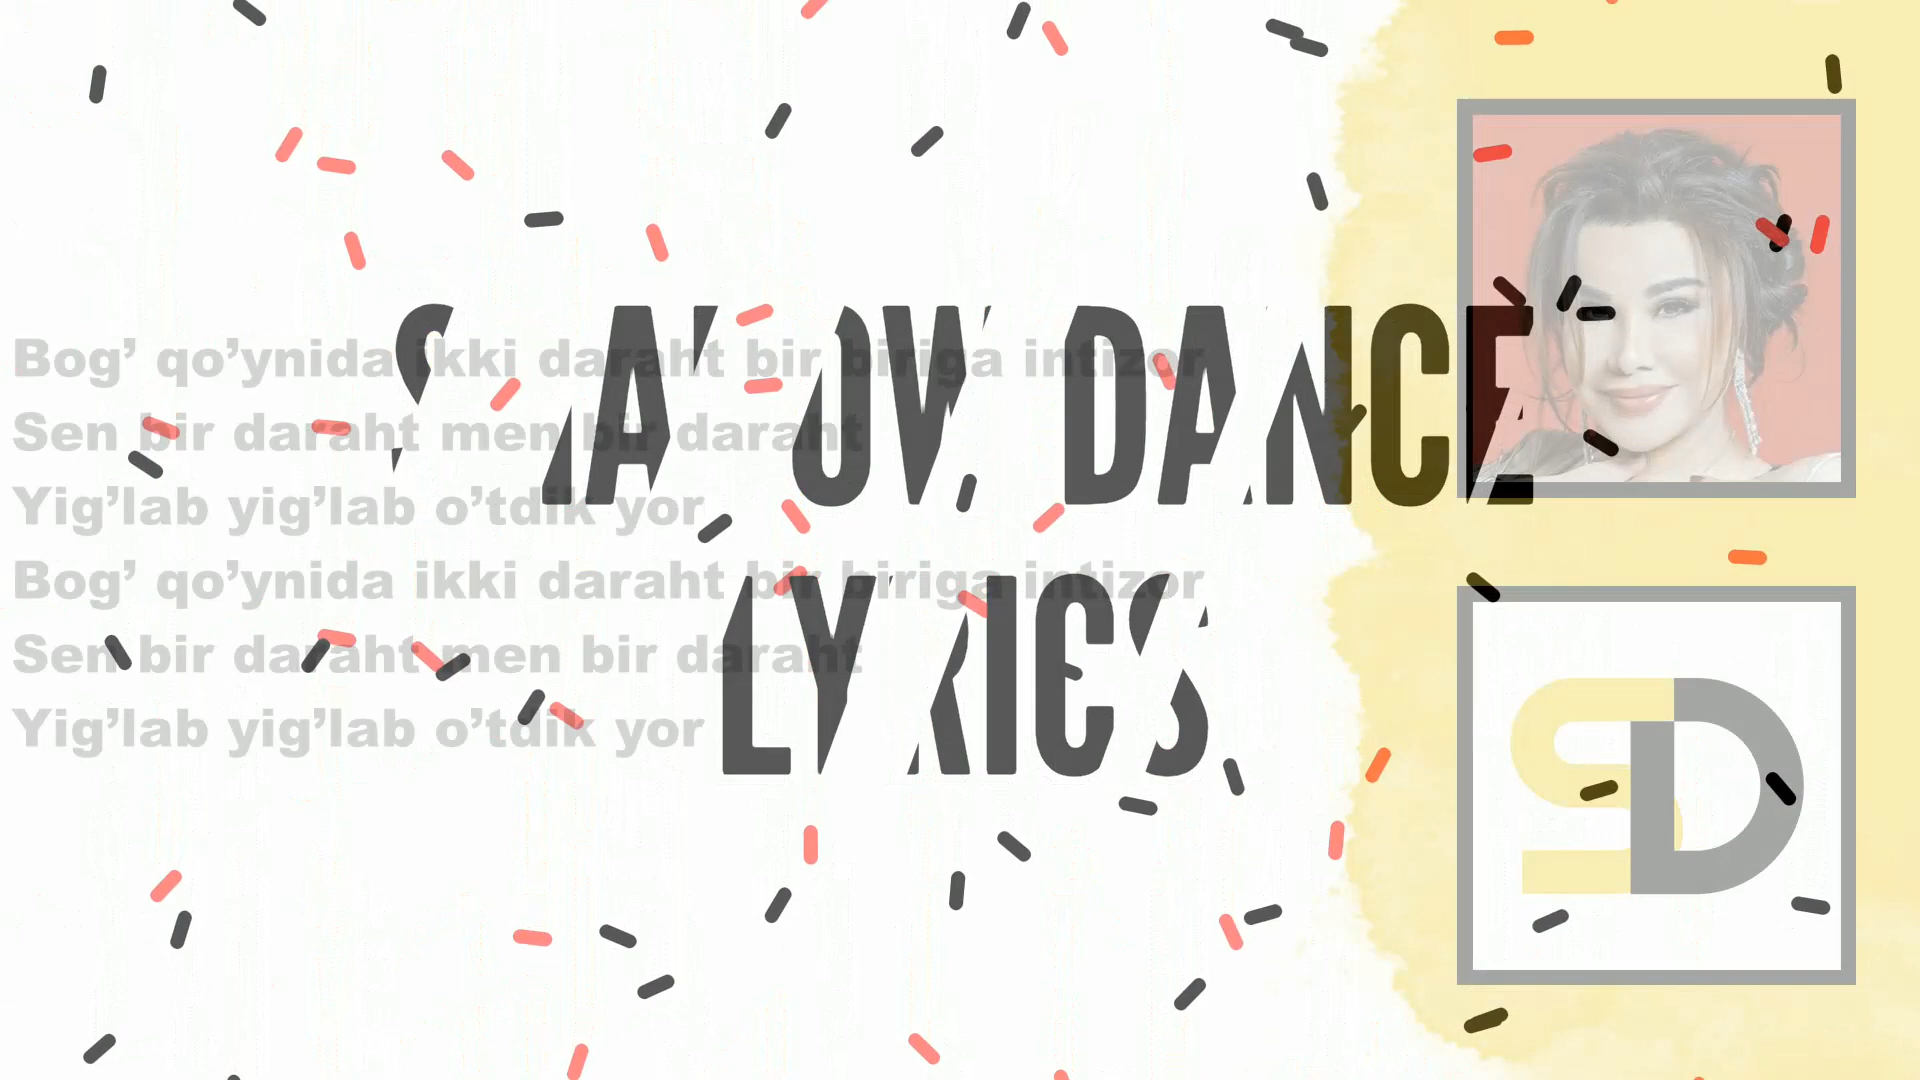 Bog’ qo’ynida ikki daraht bir biriga intizor
Sen bir daraht men bir daraht
Yig’lab yig’lab o’tdik yor
Bog’ qo’ynida ikki daraht bir biriga intizor
Sen bir daraht men bir daraht
Yig’lab yig’lab o’tdik yor
DANCE
LYRICS
SD